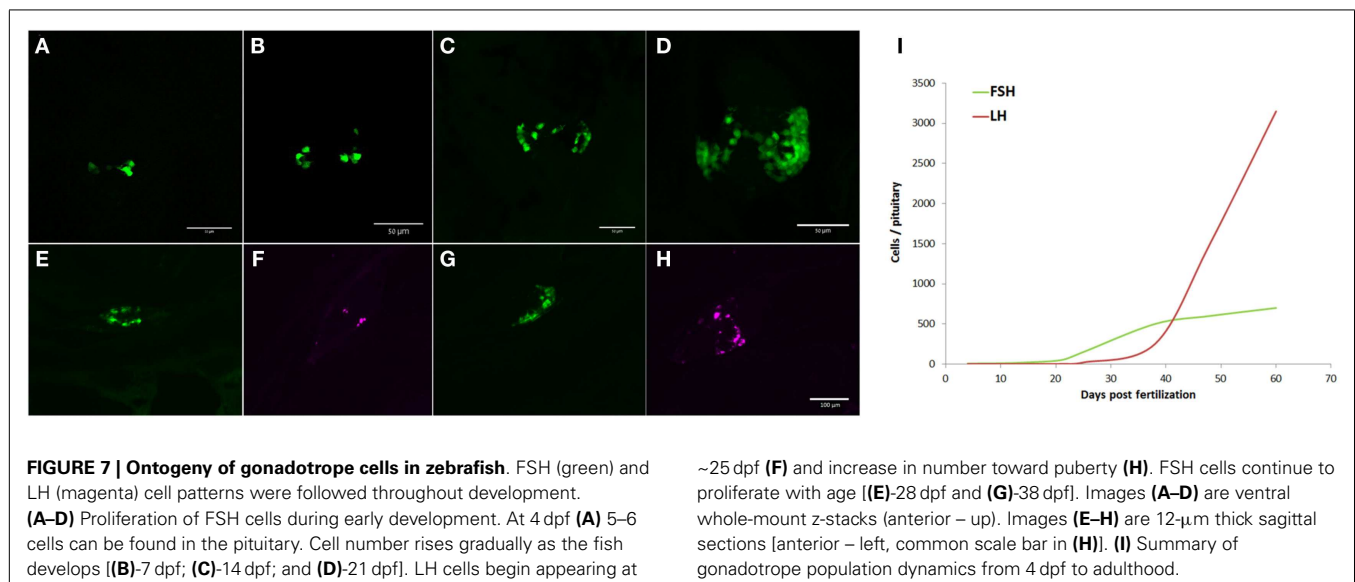 A
B
C
D
50 µm
50 µm
E
F
G
H
100 µm
I
FSH
LH
Cells / pituitary
3500
3000
2500
2000
1500
1000
500
0
0 10 20 30 40 50 60 70
Days post fertilization
FIGURE 7 | Ontogeny of gonadotrope cells in zebrafish. FSH (green) and
LH (magenta) cell patterns were followed throughout development.
(A–D) Proliferation of FSH cells during early development. At 4 dpf (A) 5–6
cells can be found in the pituitary. Cell number rises gradually as the fish
develops [(B)-7 dpf; (C)-14 dpf; and (D)-21 dpf]. LH cells begin appearing at
~25 dpf (F) and increase in number toward puberty (H). FSH cells continue to
proliferate with age [(E)-28 dpf and (G)-38 dpf]. Images (A–D) are ventral
whole-mount z-stacks (anterior – up). Images (E–H) are 12-µm thick sagittal
sections [anterior – left, common scale bar in (H)]. (I) Summary of
gonadotrope population dynamics from 4 dpf to adulthood.